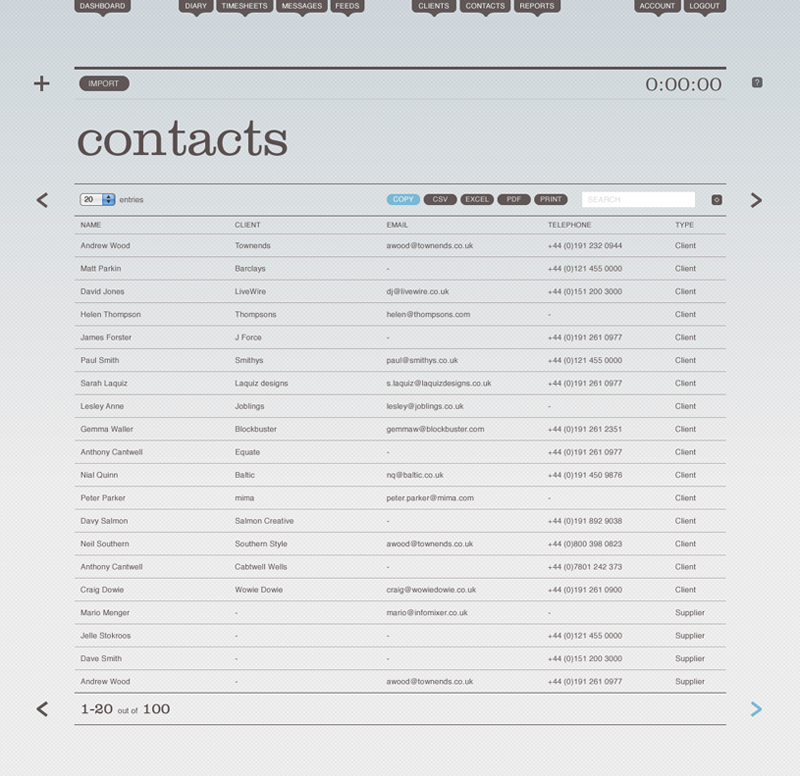 DASHBOARD DIARY TIMESHEETS MESSAGES FEEDS CLIENTS CONTACTS REPORTS ACCOUNT LOGOUT
IMPORT 0:00:00 ?
contacts
20 entries COPY CSV EXCEL PDF PRINT SEARCH
NAME CLIENT EMAIL TELEPHONE TYPE
Andrew Wood Townends awood@townends.co.uk +44 (0)191 232 0944 Client
Matt Parkin Barclays - +44 (0)121 455 0000 Client
David Jones LiveWire dj@livewire.co.uk +44 (0)151 200 3000 Client
Helen Thompson Thompsons helen@thompsons.com - Client
James Forster J Force - +44 (0)191 261 0977 Client
Paul Smith Smithys paul@smithys.co.uk +44 (0)121 455 0000 Client
Sarah Laquiz Laquiz designs s.laquiz@laquizdesigns.co.uk +44 (0)191 261 0977 Client
Lesley Anne Joblings lesley@joblings.co.uk - Client
Gemma Waller Blockbuster gemmaw@blockbuster.com +44 (0)191 261 2351 Client
Anthony Cantwell Equate - +44 (0)191 261 0977 Client
Nial Quinn Baltic nq@baltic.co.uk +44 (0)191 450 9876 Client
Peter Parker mima peter.parker@mima.com - Client
Davy Salmon Salmon Creative - +44 (0)191 892 9038 Client
Neil Southern Southern Style awood@townends.co.uk +44 (0)800 398 0823 Client
Anthony Cantwell Cabtwell Wells - +44 (0)7801 242 373 Client
Craig Dowie Wowie Dowie craig@wowiedowie.co.uk +44 (0)191 261 0900 Client
Mario Menger - mario@infomixer.co.uk - Supplier
Jelle Stokroos - - +44 (0)121 455 0000 Supplier
Dave Smith - - +44 (0)151 200 3000 Supplier
Andrew Wood - awood@townends.co.uk +44 (0)191 261 0977 Supplier
1-20 out of 100